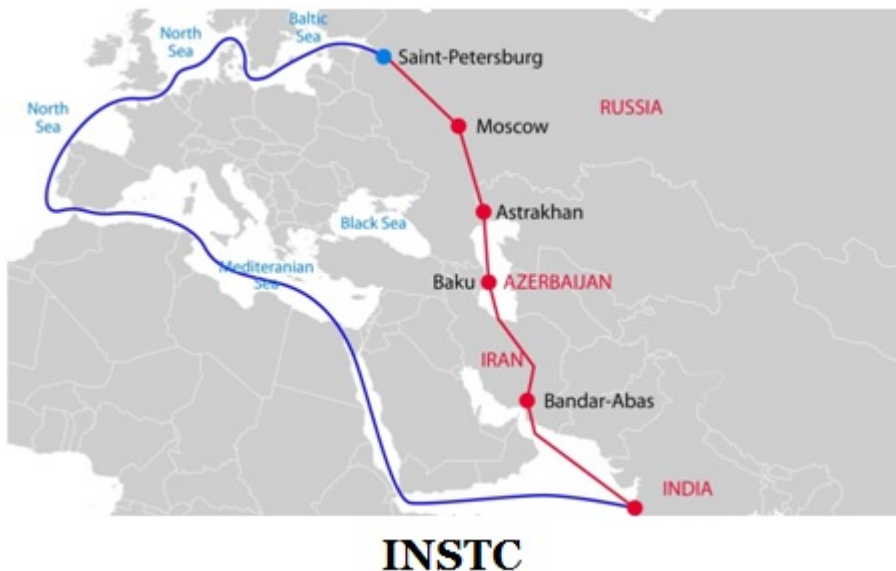 Baltic
Sea
North
Sea
Saint-Petersburg
North
Sea
RUSSIA
Moscow
Astrakhan
Black Sea
Mediteranian
Sea
Baku
AZERBAIJAN
IRAN
Bandar-Abas
INDIA
INSTC